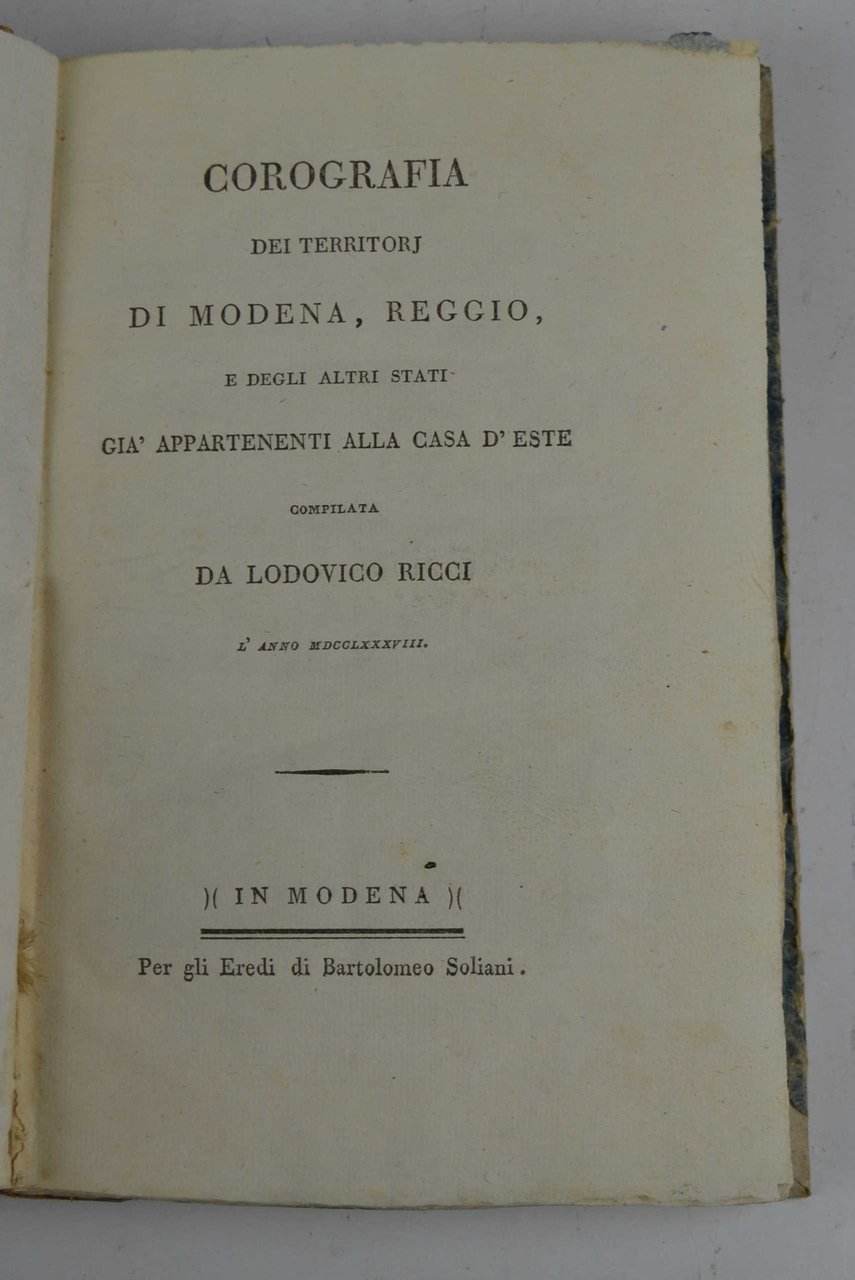 COROGRAFIA
DEI TERRITORJ
DI MODENA, REGGIO,
E DEGLI ALTRI STATI
GIA' APPARTENENTI ALLA CASA D'ESTE
COMPILATA
DA LODOVICO RICCI
L' ANNO MDCCLXXXVIII.
)( IN MODENA )(
Per gli Eredi di Bartolomeo Soliani.